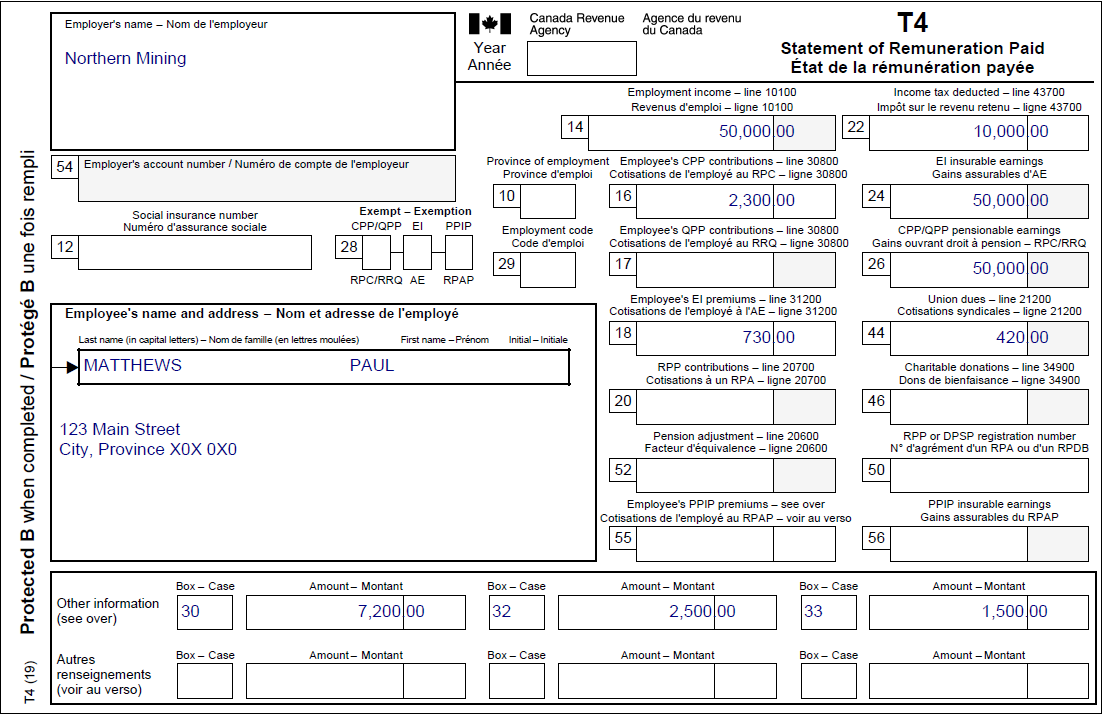 Employer's name – Nom de l'employeur
Northern Mining
Canada Revenue Agency
Agence du revenu du Canada
Year
Année
T4
Statement of Remuneration Paid
État de la rémunération payée
Employment income – line 10100
Revenus d'emploi – ligne 10100
14 50,000.00
Income tax deducted – line 43700
Impôt sur le revenu retenu – ligne 43700
22 10,000.00
54 Employer's account number / Numéro de compte de l'employeur
Province of employment
Province d'emploi
10
Employee's CPP contributions – line 30800
Cotisations de l'employé au RPC – ligne 30800
16 2,300.00
EI insurable earnings
Gains assurables d'AE
24 50,000.00
Social insurance number
Numéro d'assurance sociale
12
Exempt – Exemption
CPP/QPP EI PPIP
28
RPC/RRQ AE RPAP
Employment code
Code d'emploi
29
Employee's QPP contributions – line 30800
Cotisations de l'employé au RRQ – ligne 30800
17
CPP/QPP pensionable earnings
Gains ouvrant droit à pension – RPC/RRQ
26 50,000.00
Employee's name and address – Nom et adresse de l'employé
Last name (in capital letters) – Nom de famille (en lettres moulées) First name – Prénom Initial – Initiale
MATTHEWS PAUL
123 Main Street
City, Province X0X 0X0
Employee's EI premiums – line 31200
Cotisations de l'employé à l'AE – ligne 31200
18 730.00
Union dues – line 21200
Cotisations syndicales – ligne 21200
44 420.00
RPP contributions – line 20700
Cotisations à un RPA – ligne 20700
20
Charitable donations – line 34900
Dons de bienfaisance – ligne 34900
46
Pension adjustment – line 20600
Facteur d'équivalence – ligne 20600
52
RPP or DPSP registration number
N° d'agrément d'un RPA ou d'un RPDB
50
Employee's PPIP premiums – see over
Cotisations de l'employé au RPAP – voir au verso
55
PPIP insurable earnings
Gains assurables du RPAP
56
Box – Case Amount – Montant Box – Case Amount – Montant Box – Case Amount – Montant
Other information
(see over)
30 7,200.00 32 2,500.00 33 1,500.00
Box – Case Amount – Montant Box – Case Amount – Montant Box – Case Amount – Montant
Autres
renseignements
(voir au verso)
Protected B when completed / Protégé B une fois rempli
T4 (19)